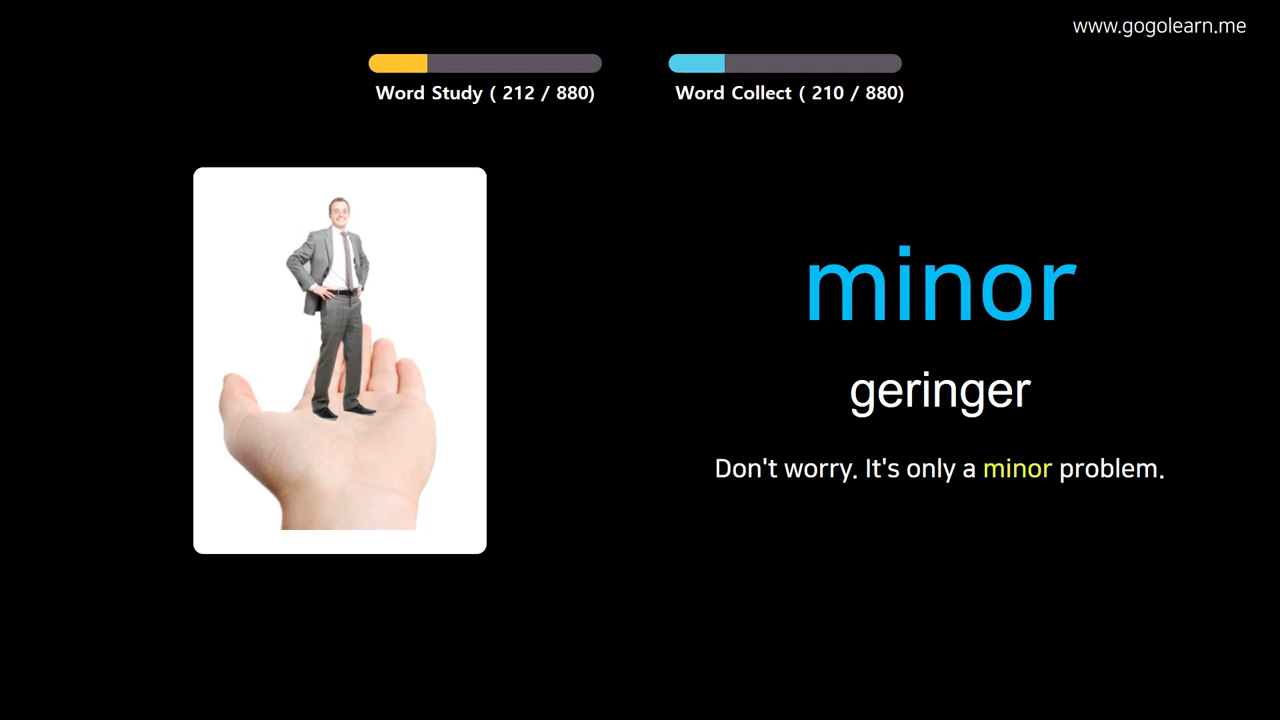 www.gogolearn.me
Word Study ( 212 / 880)
Word Collect ( 210 / 880)
minor
geringer
Don't worry. It's only a minor problem.